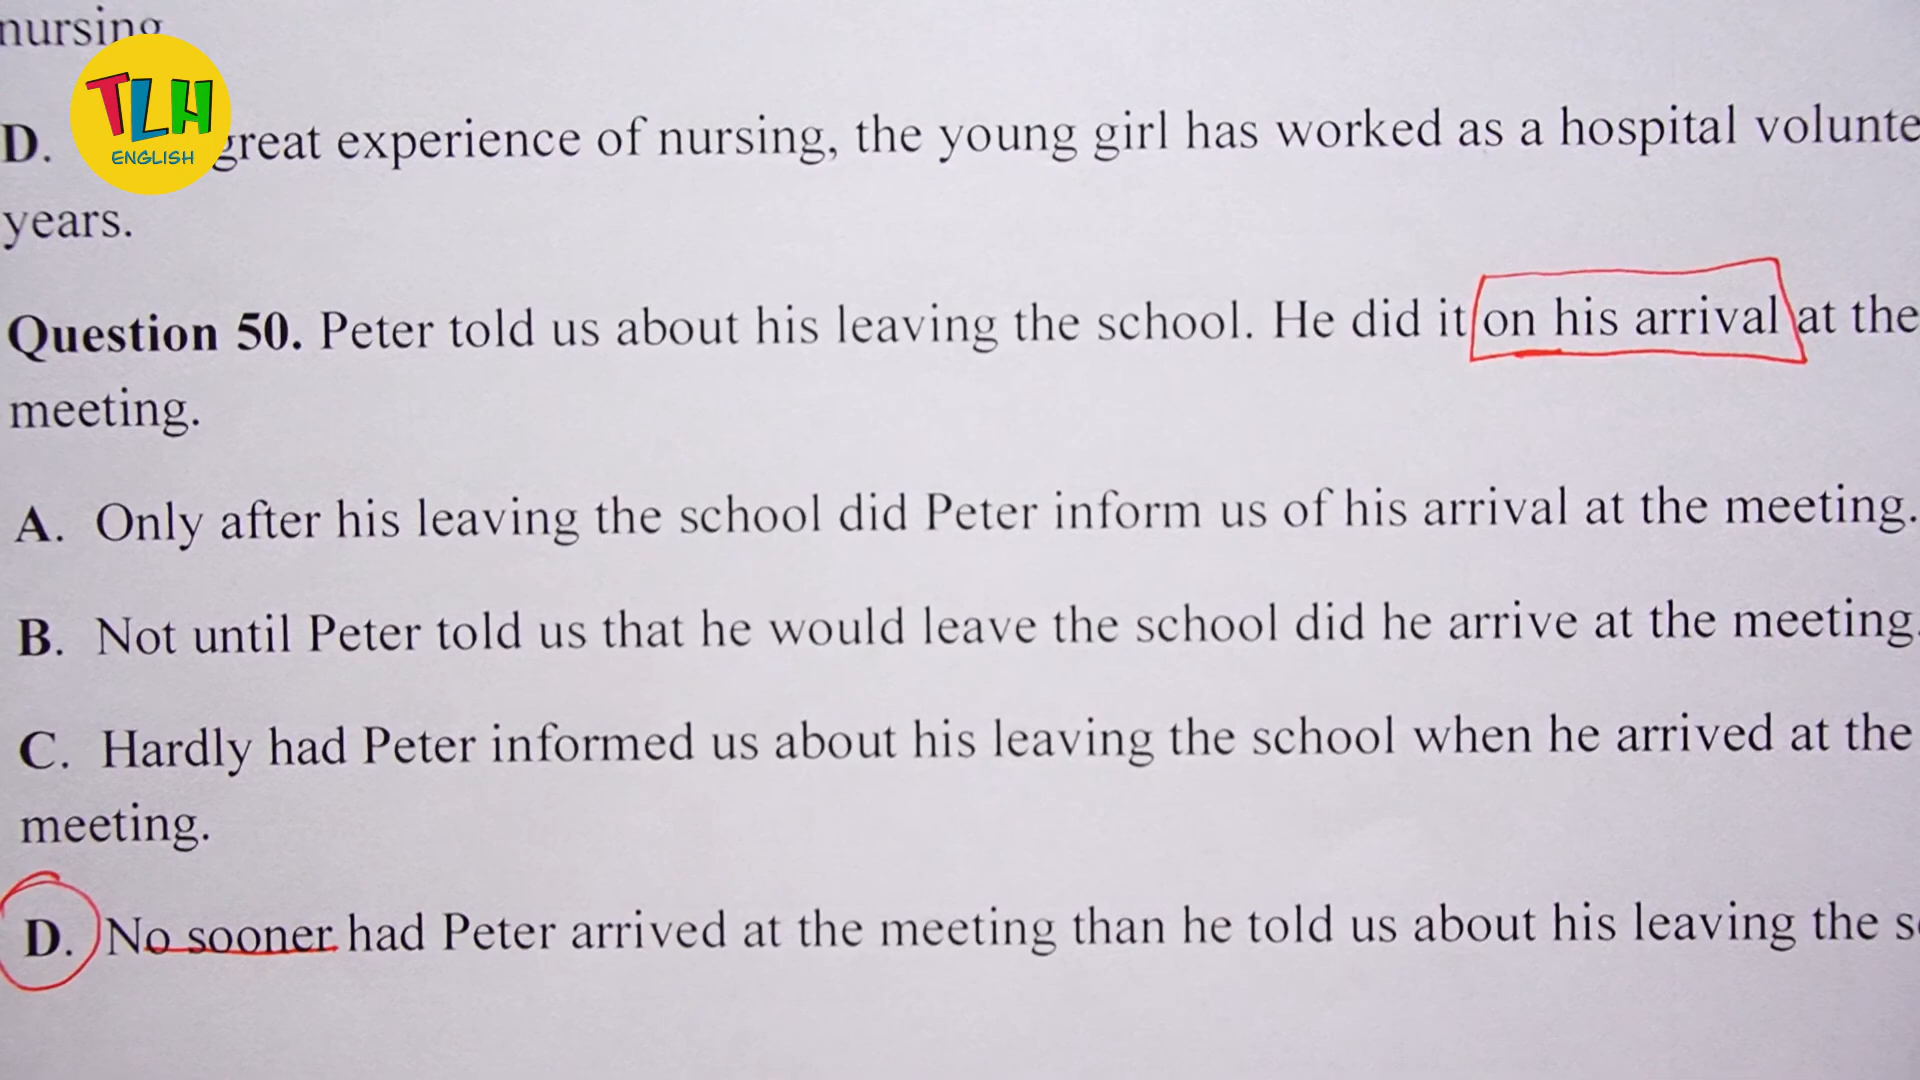 nursing
TLH
ENGLISH
D. great experience of nursing, the young girl has worked as a hospital
years.
Question 50. Peter told us about his leaving the school. He did it on his arrival at the
meeting.
A. Only after his leaving the school did Peter inform us of his arrival at the meeting.
B. Not until Peter told us that he would leave the school did he arrive at the meeting.
C. Hardly had Peter informed us about his leaving the school when he arrived at the
meeting.
D. No sooner had Peter arrived at the meeting than he told us about his leaving the